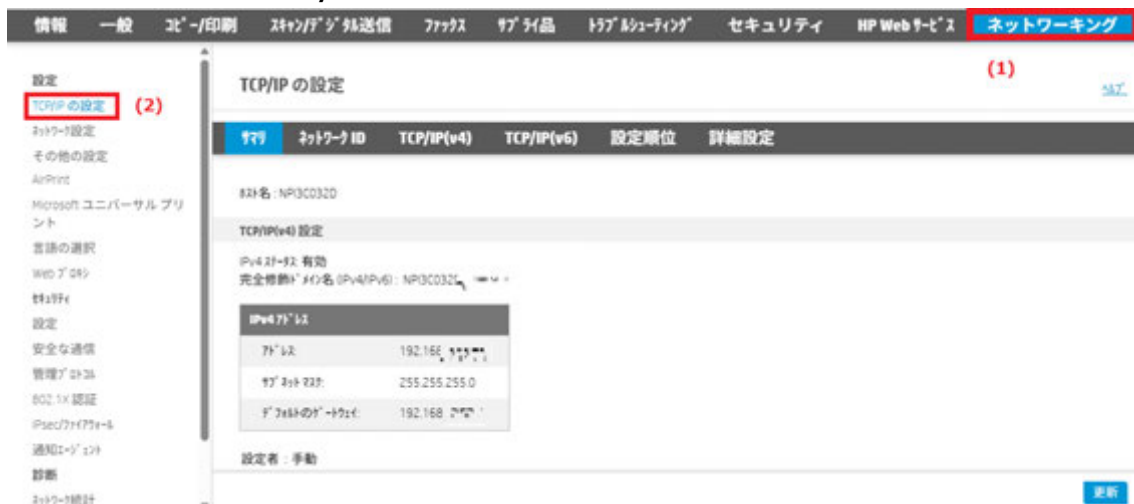 情報 一般 ｺﾋﾟｰ/印刷 ｽｷｬﾝ/ﾃﾞｼﾞﾀﾙ送信 ﾌｧｯｸｽ ｻﾌﾟﾗｲ品 ﾄﾗﾌﾞﾙｼｭｰﾃｨﾝｸﾞ セキュリティ HP Web ｻｰﾋﾞｽ ネットワーキング
(1)
設定
TCP/IP の設定 (2)
ﾈｯﾄﾜｰｸ設定
その他の設定
AirPrint
Microsoft ユニバーサル プリ
ント
言語の選択
Web ﾌﾟﾛｷｼ
ｾｷｭﾘﾃｨ
設定
安全な通信
管理ﾌﾟﾛﾄｺﾙ
802.1X 認証
IPsec/ﾌｧｲｱｳｫｰﾙ
通知ｴｰｼﾞｪﾝﾄ
診断
ﾈｯﾄﾜｰｸ統計
TCP/IP の設定
ﾍﾙﾌﾟ
ｻﾏﾘ ﾈｯﾄﾜｰｸ ID TCP/IP(v4) TCP/IP(v6) 設定順位 詳細設定
ﾎｽﾄ名 : NPI3C032D
TCP/IP(v4) 設定
IPv4 ｽﾃｰﾀｽ: 有効
完全修飾ﾄﾞﾒｲﾝ名 (IPv4/IPv6) :
IPv4 ｱﾄﾞﾚｽ
ｱﾄﾞﾚｽ: 192.168
ｻﾌﾞﾈｯﾄ ﾏｽｸ: 255.255.255.0
ﾃﾞﾌｫﾙﾄのｹﾞｰﾄｳｪｲ: 192.168
設定者 : 手動
更新